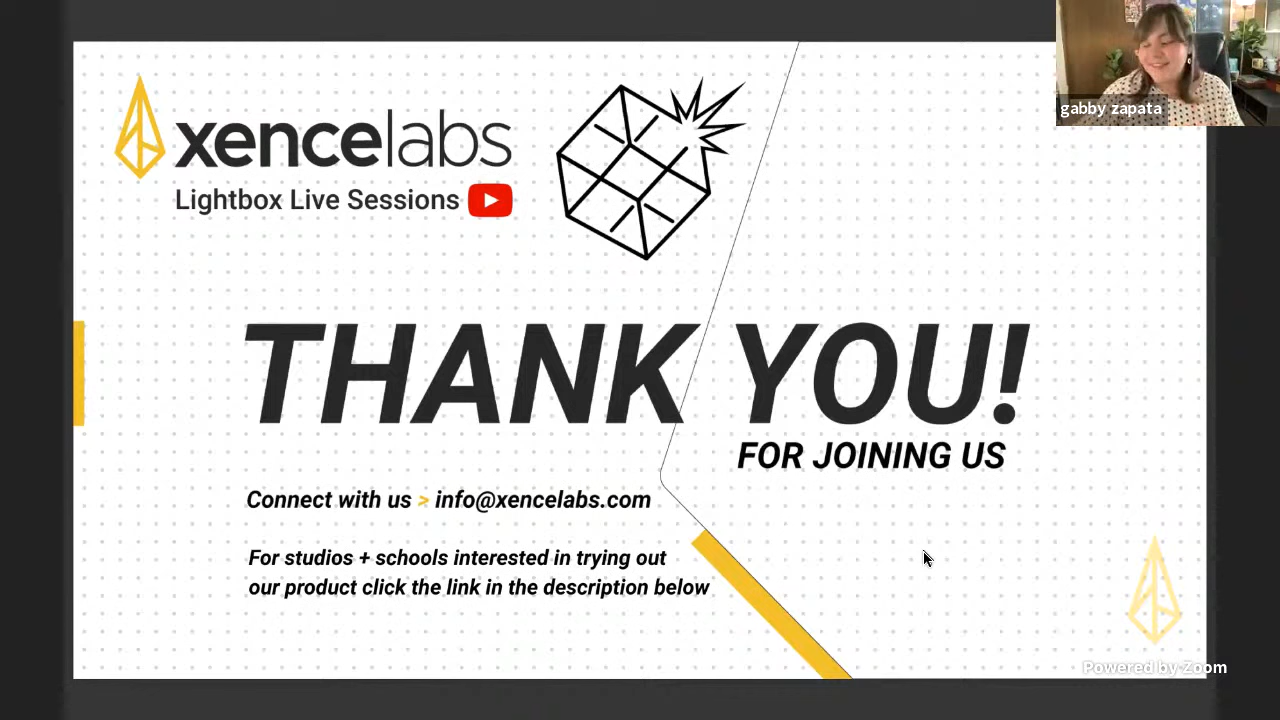 xencelabs
Lightbox Live Sessions
gabby zapata
THANK YOU!
FOR JOINING US
Connect with us > info@xencelabs.com
For studios + schools interested in trying out
our product click the link in the description below
Powered by Zoom